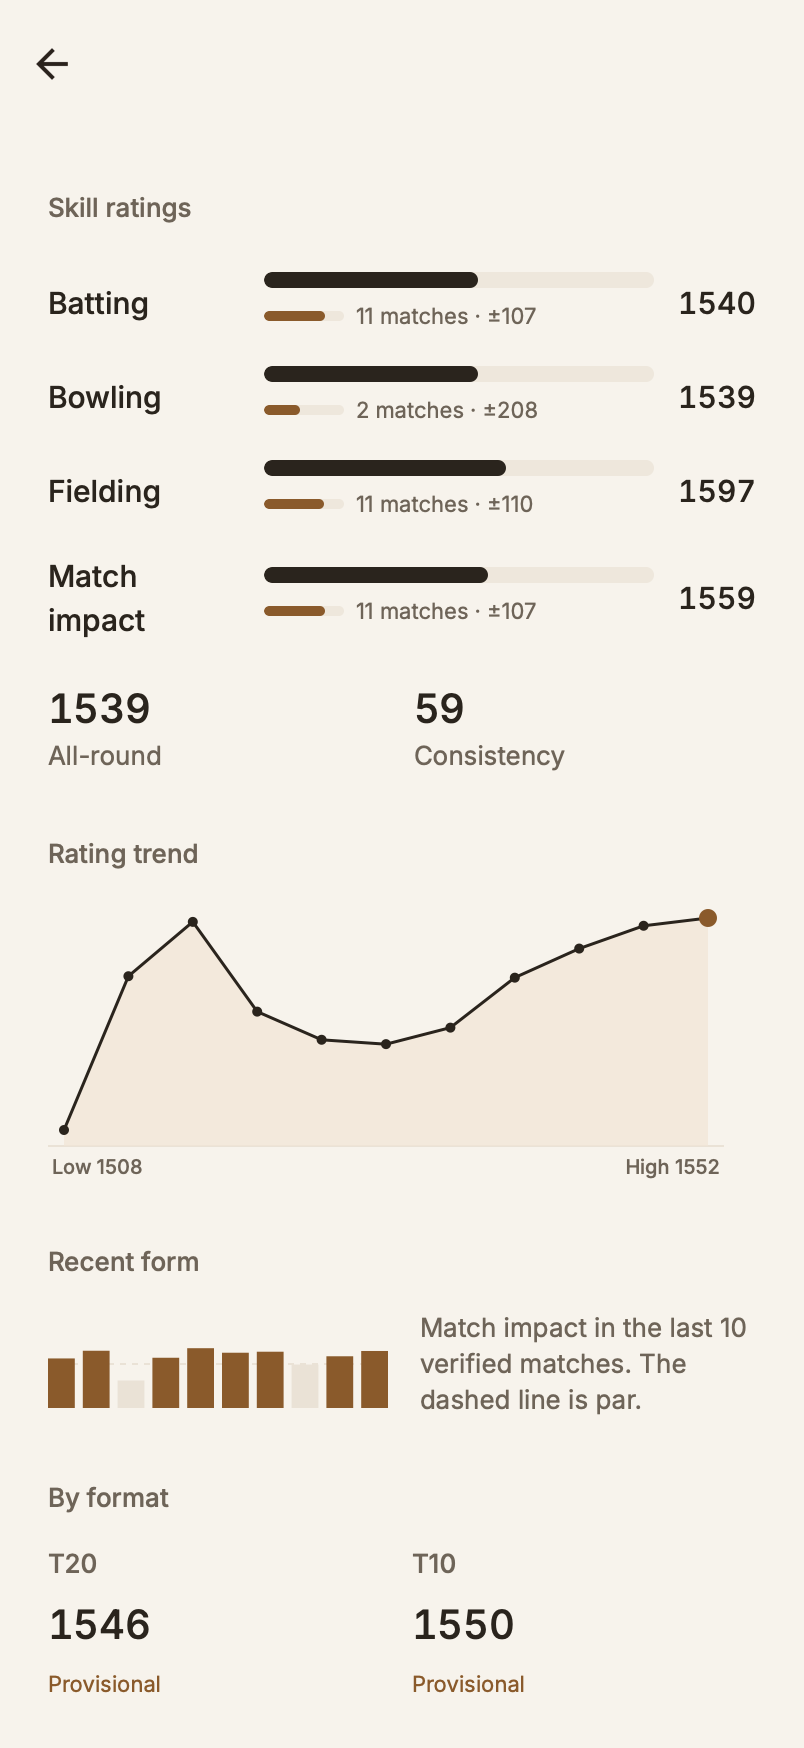 Skill ratings
Batting
11 matches · ±107
1540
Bowling
2 matches · ±208
1539
Fielding
11 matches · ±110
1597
Match
impact
11 matches · ±107
1559
1539
All-round
59
Consistency
Rating trend
Low 1508
High 1552
Recent form
Match impact in the last 10
verified matches. The
dashed line is par.
By format
T20
1546
Provisional
T10
1550
Provisional